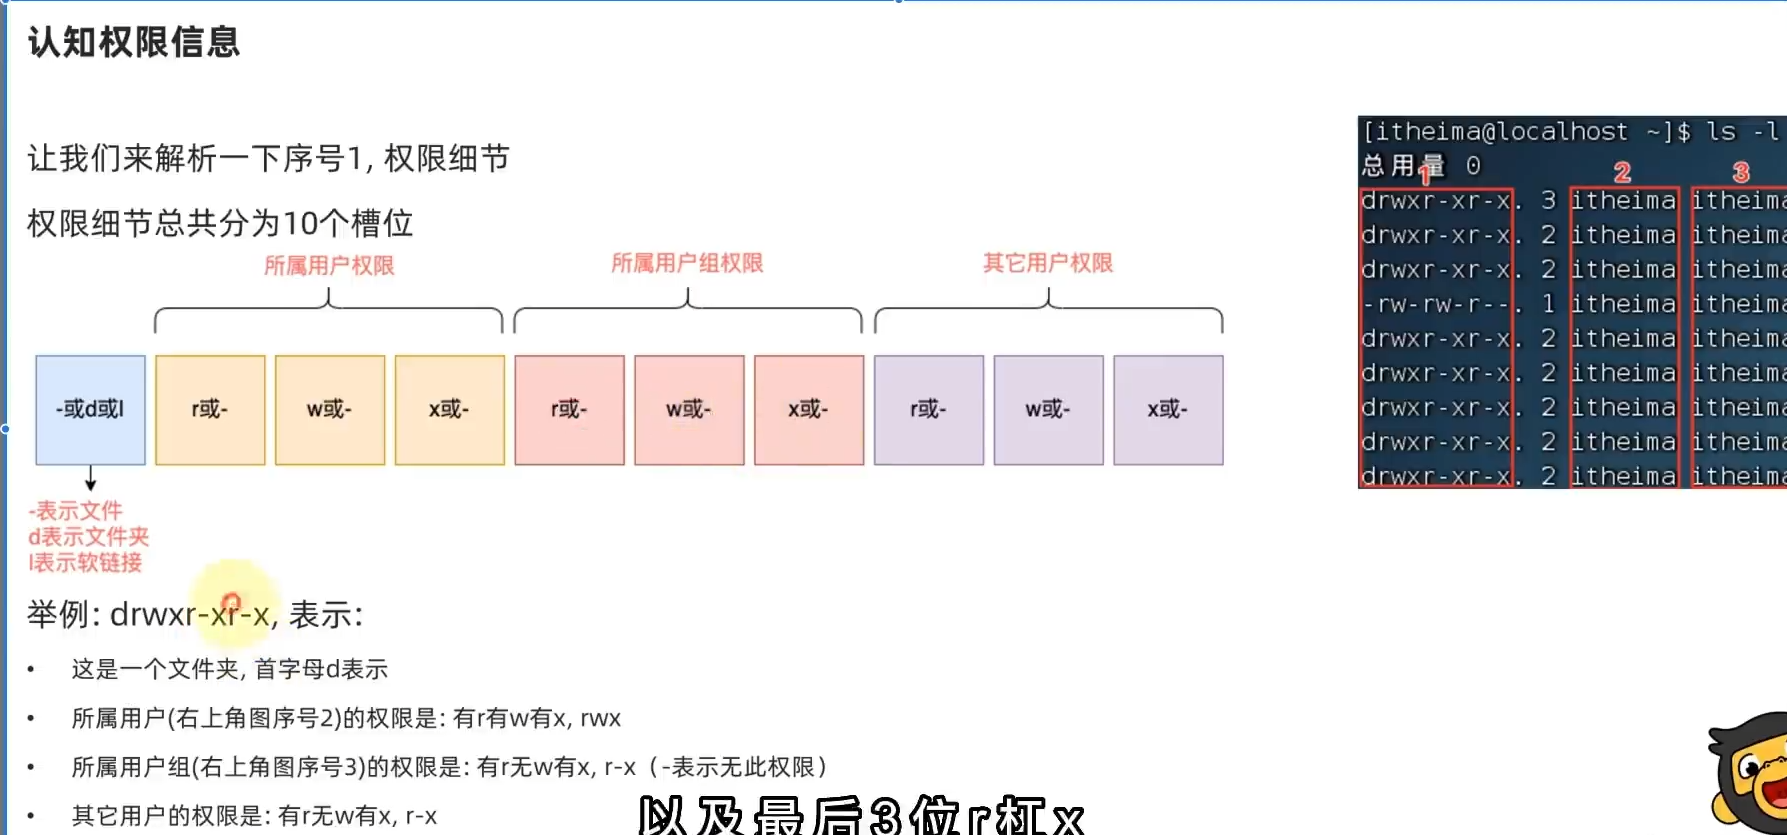 认知权限信息
让我们来解析一下序号1, 权限细节
权限细节总共分为10个槽位
所属用户权限
所属用户组权限
其它用户权限
-或d或l
r或-
w或-
x或-
r或-
w或-
x或-
r或-
w或-
x或-
-表示文件
d表示文件夹
l表示软链接
举例: drwxr-xr-x, 表示:
• 这是一个文件夹, 首字母d表示
• 所属用户(右上角图序号2)的权限是: 有r有w有x, rwx
• 所属用户组(右上角图序号3)的权限是: 有r无w有x, r-x（-表示无此权限）
• 其它用户的权限是: 有r无w有x, r-x
[itheima@localhost ~]$ ls -l
总用量 0
1 2 3
drwxr-xr-x. 3 itheima itheima
drwxr-xr-x. 2 itheima itheima
drwxr-xr-x. 2 itheima itheima
-rw-rw-r--. 1 itheima itheima
drwxr-xr-x. 2 itheima itheima
drwxr-xr-x. 2 itheima itheima
drwxr-xr-x. 2 itheima itheima
drwxr-xr-x. 2 itheima itheima
drwxr-xr-x. 2 itheima itheima
以及最后3位r杠x